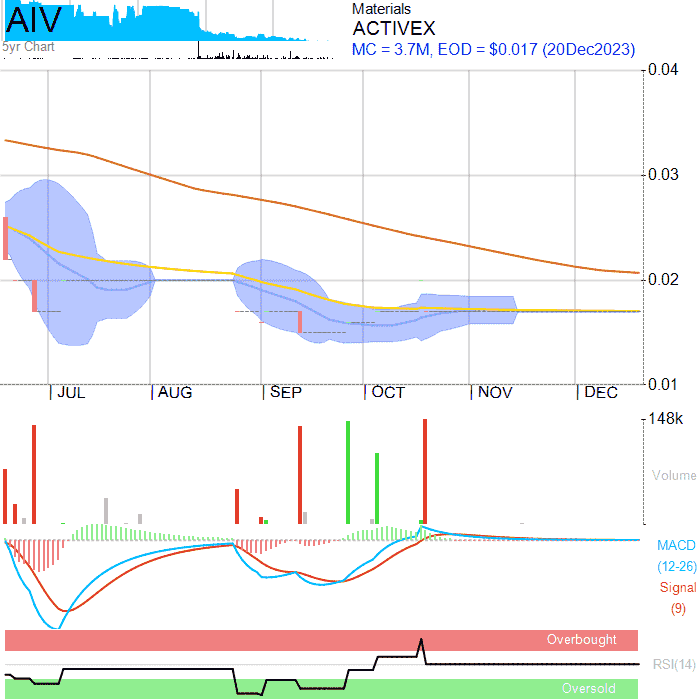 AIV
5yr Chart
Materials
ACTIVEX
MC = 3.7M, EOD = $0.017 (20Dec2023)
0.04
0.03
0.02
0.01
JUL
AUG
SEP
OCT
NOV
DEC
148k
Volume
MACD
(12-26)
Signal
(9)
Overbought
RSI(14)
Oversold